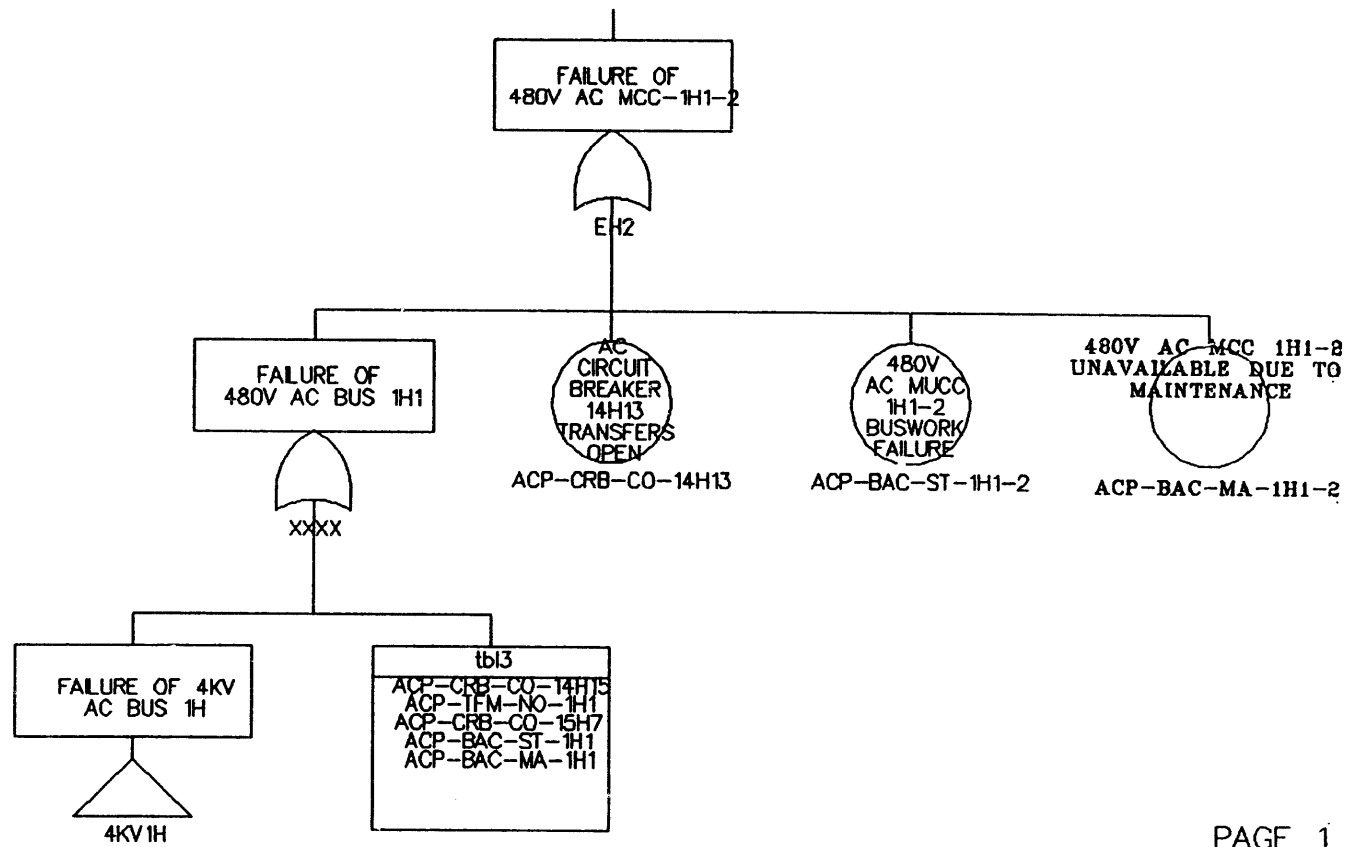 FAILURE OF
480V AC MCC-1H1-2
EH2
FAILURE OF
480V AC BUS 1H1
AC
CIRCUIT
BREAKER
14H13
TRANSFERS
OPEN
ACP-CRB-CO-14H13
480V
AC MUCC
1H1-2
BUSWORK
FAILURE
ACP-BAC-ST-1H1-2
480V AC MCC 1H1-2
UNAVAILABLE DUE TO
MAINTENANCE
ACP-BAC-MA-1H1-2
XXXX
FAILURE OF 4KV
AC BUS 1H
4KV1H
tbl3
ACP-CRB-CO-14H15
ACP-TFM-NO-1H1
ACP-CRB-CO-15H7
ACP-BAC-ST-1H1
ACP-BAC-MA-1H1
PAGE 1